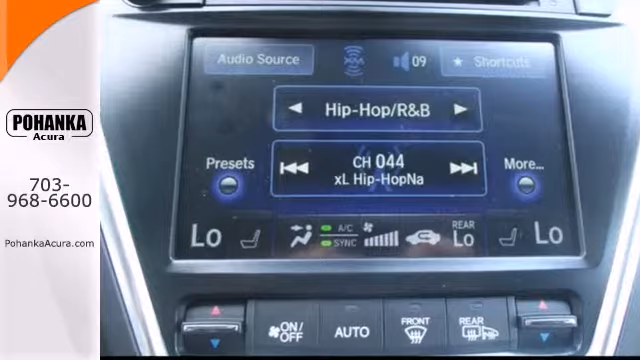 POHANKA
Acura
703-
968-6600
PohankaAcura.com
Audio Source
XM
09
★ Shortcuts
Hip-Hop/R&B
Presets
CH 044
xL Hip-HopNa
More...
Lo
A/C
SYNC
REAR
Lo
Lo
ON/
OFF
AUTO
FRONT
REAR